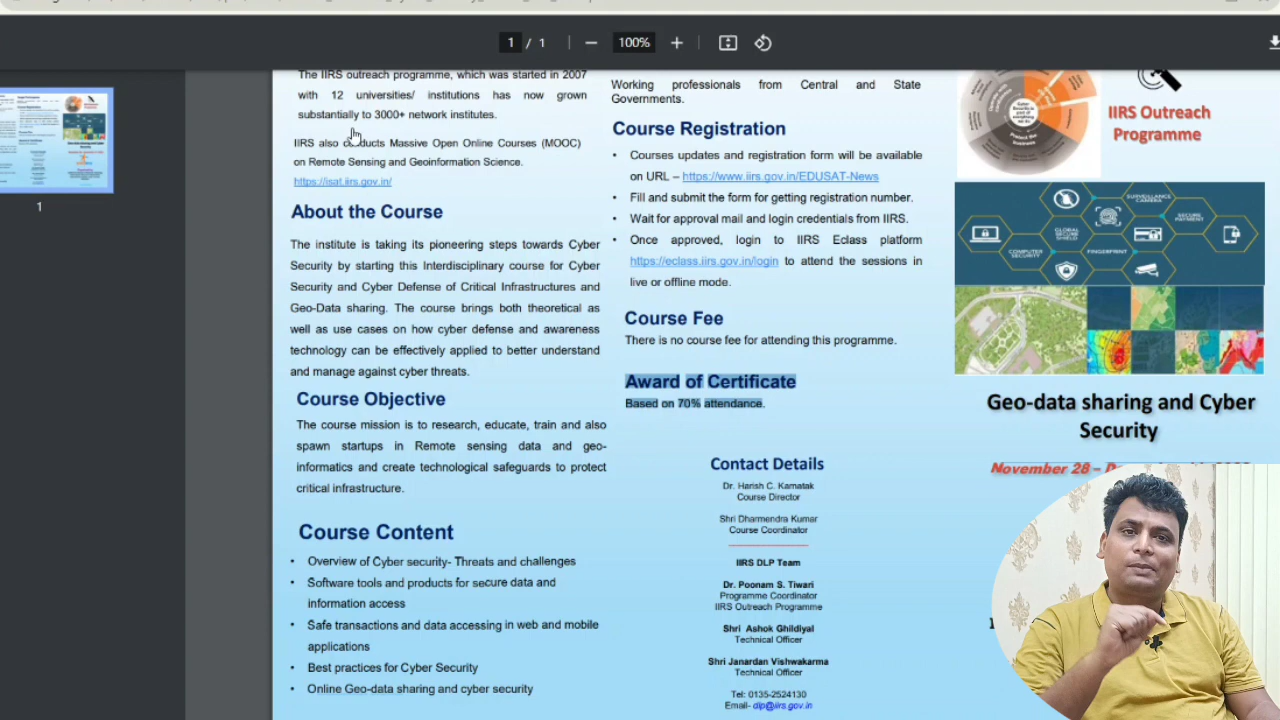 1 / 1
100%
The IIRS outreach programme, which was started in 2007
with 12 universities/ institutions has now grown
substantially to 3000+ network institutes.
IIRS also conducts Massive Open Online Courses (MOOC)
on Remote Sensing and Geoinformation Science.
https://isat.iirs.gov.in/
About the Course
The institute is taking its pioneering steps towards Cyber
Security by starting this Interdisciplinary course for Cyber
Security and Cyber Defense of Critical Infrastructures and
Geo-Data sharing. The course brings both theoretical as
well as use cases on how cyber defense and awareness
technology can be effectively applied to better understand
and manage against cyber threats.
Course Objective
The course mission is to research, educate, train and also
spawn startups in Remote sensing data and geo-
informatics and create technological safeguards to protect
critical infrastructure.
Course Content
• Overview of Cyber security- Threats and challenges
• Software tools and products for secure data and
information access
• Safe transactions and data accessing in web and mobile
applications
• Best practices for Cyber Security
• Online Geo-data sharing and cyber security
Working professionals from Central and State
Governments.
Course Registration
• Courses updates and registration form will be available
on URL – https://www.iirs.gov.in/EDUSAT-News
• Fill and submit the form for getting registration number.
• Wait for approval mail and login credentials from IIRS.
• Once approved, login to IIRS Eclass platform
https://eclass.iirs.gov.in/login to attend the sessions in
live or offline mode.
Course Fee
There is no course fee for attending this programme.
Award of Certificate
Based on 70% attendance.
Contact Details
Dr. Harish C. Karnatak
Course Director
Shri Dharmendra Kumar
Course Coordinator
IIRS DLP Team
Dr. Poonam S. Tiwari
Programme Coordinator
IIRS Outreach Programme
Shri Ashok Ghildiyal
Technical Officer
Shri Janardan Vishwakarma
Technical Officer
Tel: 0135-2524130
Email- dlp@iirs.gov.in
IIRS Outreach
Programme
SURVEILLANCE
CAMERA
SECURE
PAYMENT
GLOBAL
SECURE
SHIELD
COMPUTER
SECURITY
FINGERPRINT
Geo-data sharing and Cyber
Security
November 28 –
1